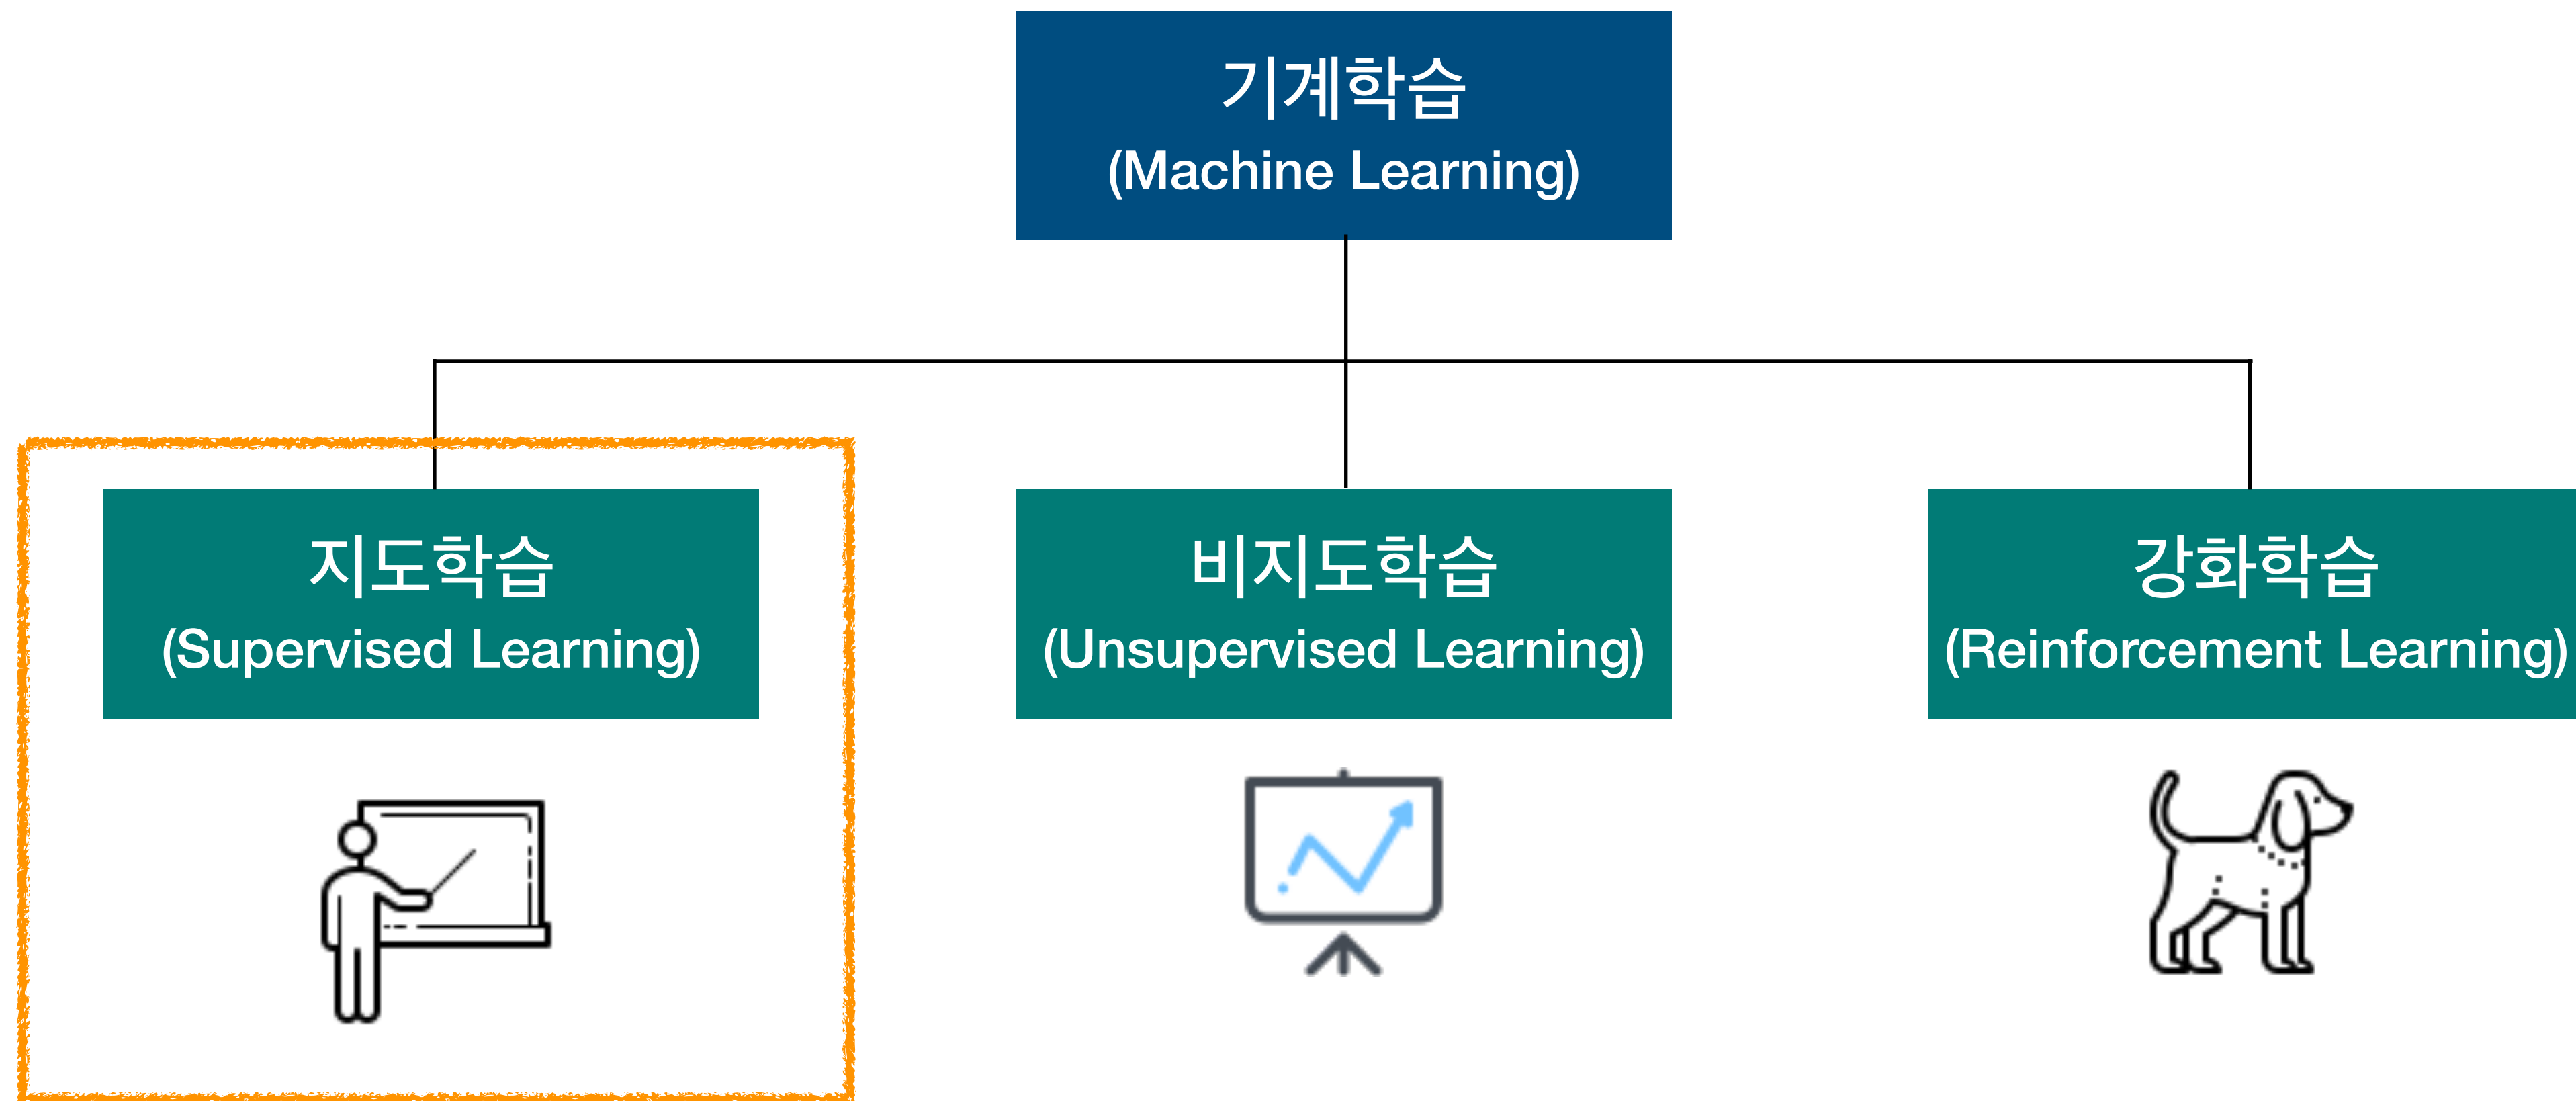 기계학습
(Machine Learning)
지도학습
(Supervised Learning)
비지도학습
(Unsupervised Learning)
강화학습
(Reinforcement Learning)